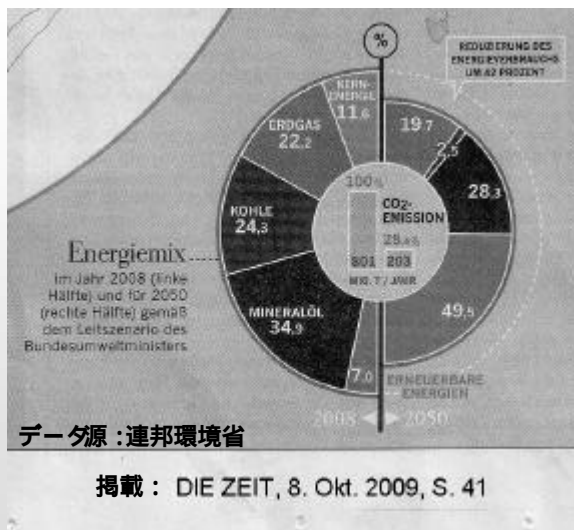 %
REDUZIERUNG DES
ENERGIEVERBRAUCHS
UM 42 PROZENT
KERN-
ENERGIE
11,6
ERDGAS
22,2
KOHLE
24,3
MINERALÖL
34,9
7,0
19,7
2,5
28,3
49,5
100%
CO2-
EMISSION
801
203
MIO. T / JAHR
ERNEUERBARE
ENERGIEN
2008
2050
Energiemix
im Jahr 2008 (linke
Hälfte) und für 2050
(rechte Hälfte) gemäß
dem Leitszenario des
Bundesumweltministers
データ源:連邦環境省
掲載: DIE ZEIT, 8. Okt. 2009, S. 41